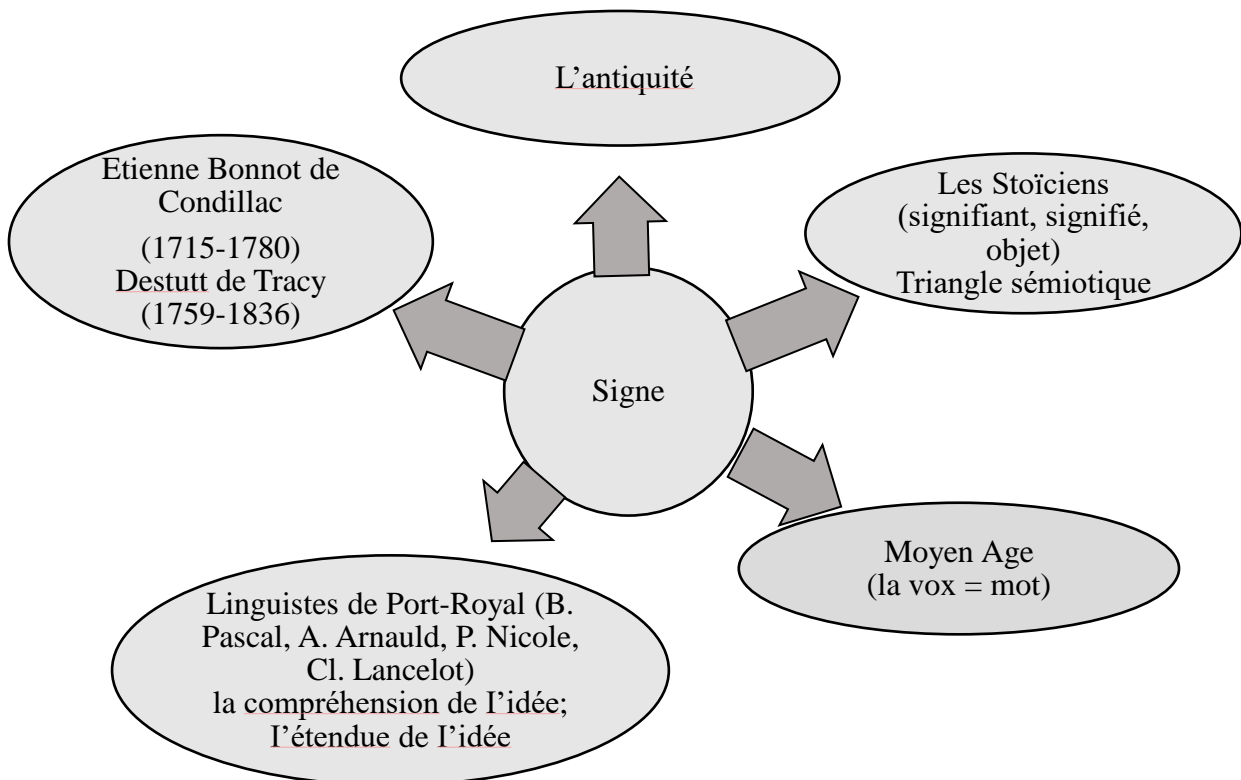 L’antiquité
Etienne Bonnot de
Condillac
(1715-1780)
Destutt de Tracy
(1759-1836)
Les Stoïciens
(signifiant, signifié,
objet)
Triangle sémiotique
Signe
Moyen Age
(la vox = mot)
Linguistes de Port-Royal (B.
Pascal, A. Arnauld, P. Nicole,
Cl. Lancelot)
la compréhension de I’idée;
I’étendue de I’idée